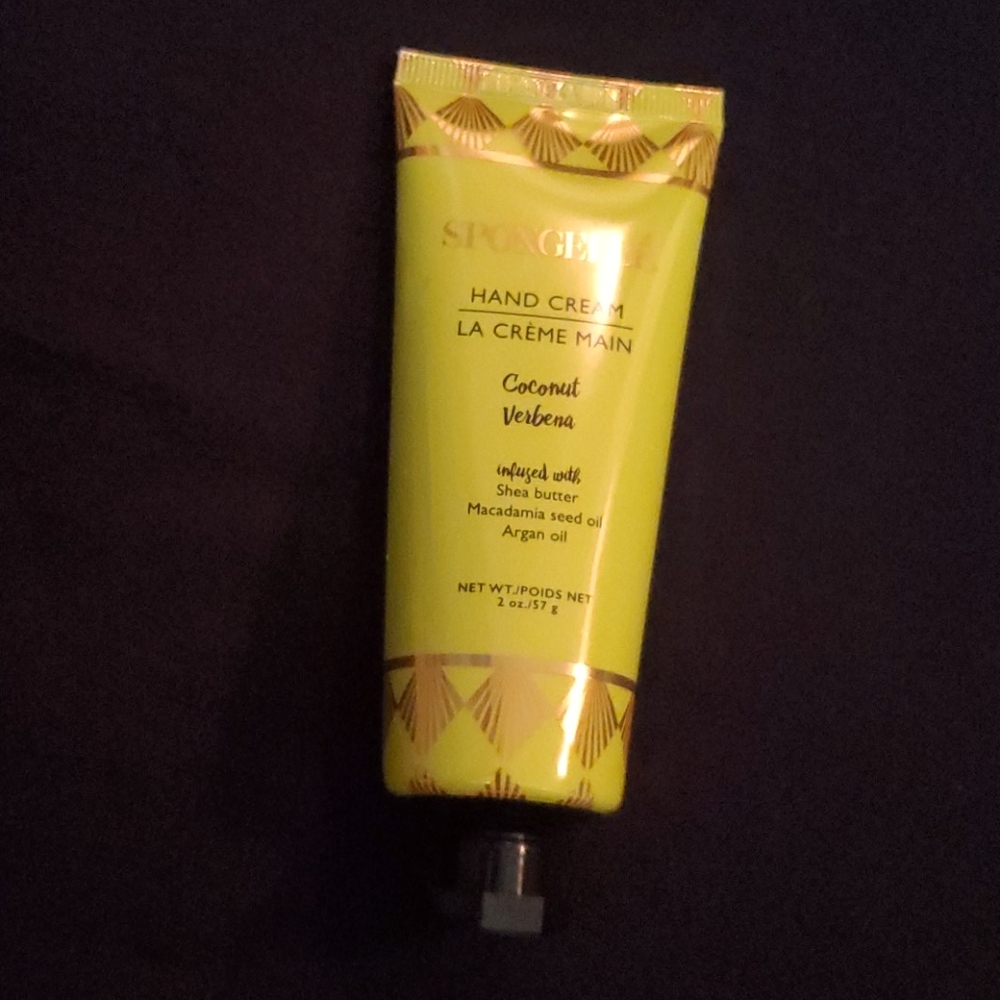 SPONGELLÉ
HAND CREAM
LA CRÈME MAIN
Coconut
Verbena
infused with
Shea butter
Macadamia seed oil
Argan oil
NET WT./POIDS NET
2 oz./57 g